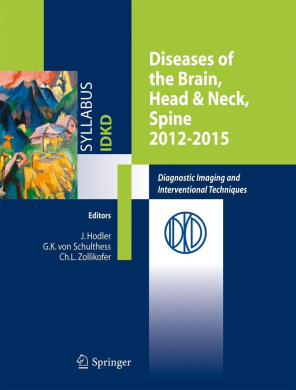 SYLLABUS
IDKD
Diseases of
the Brain,
Head & Neck,
Spine
2012-2015
Diagnostic Imaging and
Interventional Techniques
Editors
J. Hodler
G.K. von Schulthess
Ch.L. Zollikofer
IDKD
Springer